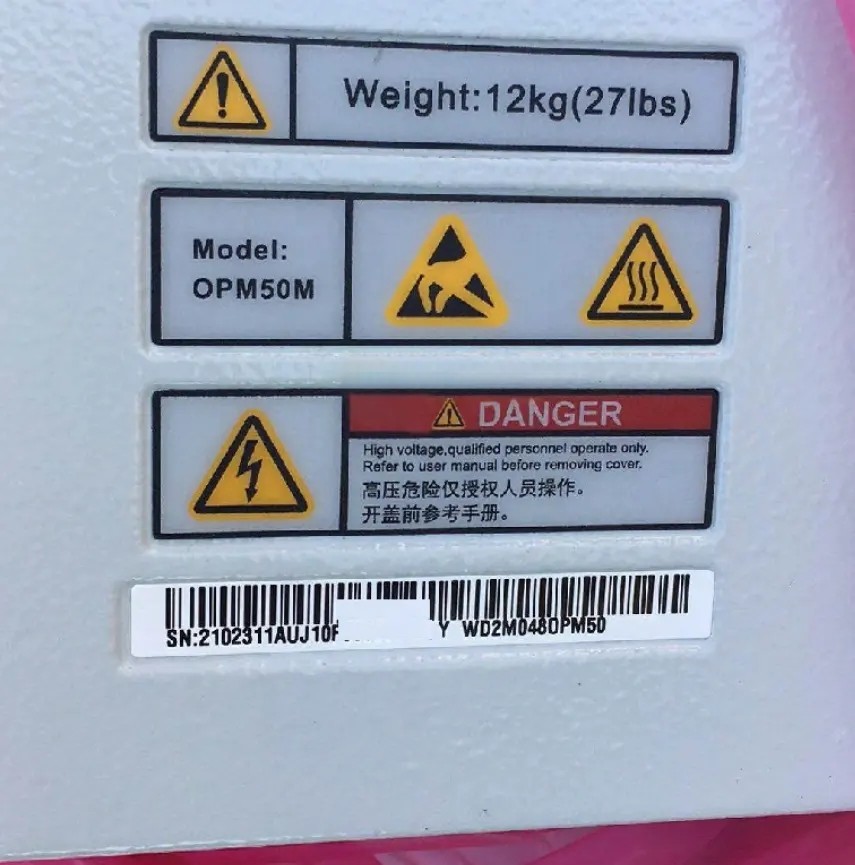 Weight:12kg(27lbs)
Model:
OPM50M
DANGER
High voltage,qualified personnel operate only.
Refer to user manual before removing cover.
高压危险仅授权人员操作。
开盖前参考手册。
SN:2102311AUJ10 Y WD2M048OPM50